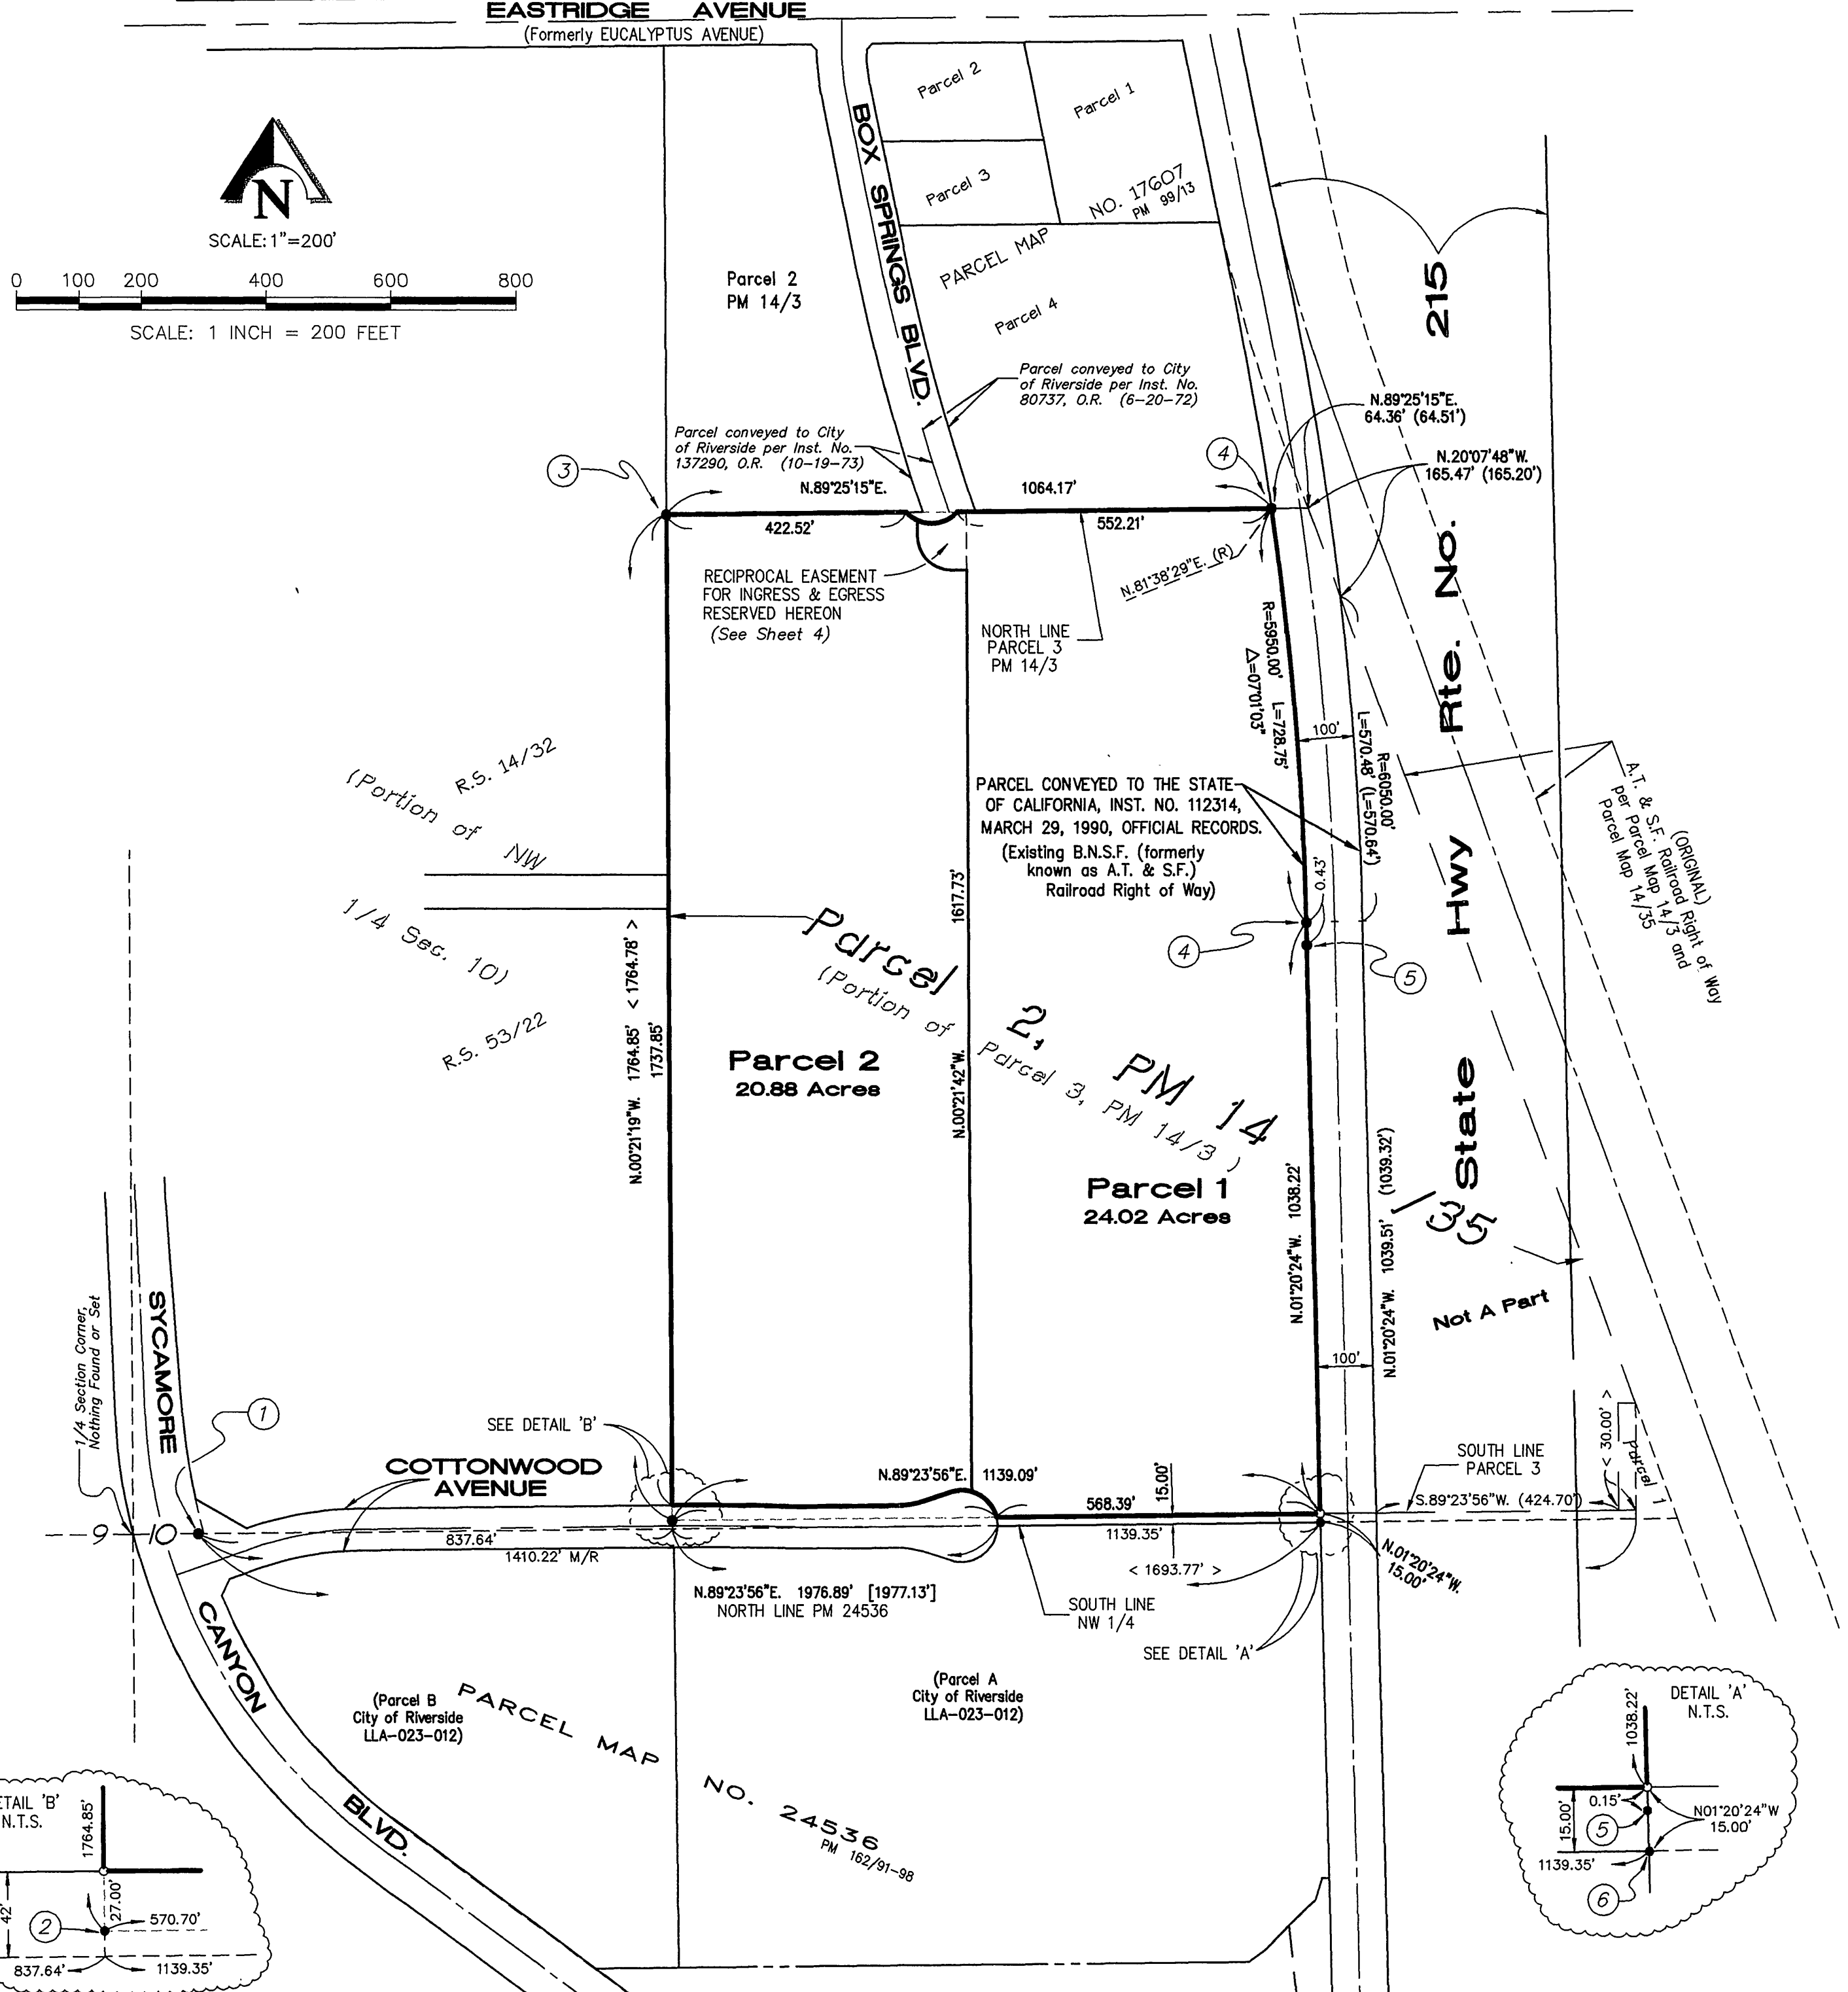 EASTRIDGE AVENUE
(Formerly EUCALYPTUS AVENUE)
N
SCALE: 1"=200'
0 100 200 400 600 800
SCALE: 1 INCH = 200 FEET
Parcel 2
PM 14/3
BOX SPRINGS BLVD.
Parcel 2
Parcel 1
Parcel 3
NO. 17607
PM 99/13
PARCEL MAP
Parcel 4
Parcel conveyed to City
of Riverside per Inst. No.
80737, O.R. (6-20-72)
Parcel conveyed to City
of Riverside per Inst. No.
137290, O.R. (10-19-73)
N.89°25'15"E.
64.36' (64.51')
N.20°07'48"W.
165.47' (165.20')
3
4
N.89°25'15"E.
1064.17'
422.52'
552.21'
N.81°38'29"E. (R)
RECIPROCAL EASEMENT
FOR INGRESS & EGRESS
RESERVED HEREON
(See Sheet 4)
NORTH LINE
PARCEL 3
PM 14/3
R=5950.00' L=728.75'
△=07°01'03"
100'
L=570.48' (L=570.64')
R=6050.00'
State Hwy Rte. No. 215
(ORIGINAL)
A.T. & S.F. Railroad Right of Way
per Parcel Map 14/3 and
Parcel Map 14/35
PARCEL CONVEYED TO THE STATE
OF CALIFORNIA, INST. NO. 112314,
MARCH 29, 1990, OFFICIAL RECORDS.
(Existing B.N.S.F. (formerly
known as A.T. & S.F.)
Railroad Right of Way)
0.43'
4
5
R.S. 14/32
(Portion of NW
1/4 Sec. 10)
R.S. 53/22
N.00°21'19"W. 1764.85' < 1764.78' >
1737.85'
Parcel 2, PM 14/35
(Portion of Parcel 3, PM 14/3 )
N.00°21'42"W. 1617.73'
Parcel 2
20.88 Acres
Parcel 1
24.02 Acres
N.01°20'24"W. 1038.22'
N.01°20'24"W. 1039.51' (1039.32')
Not A Part
100'
1/4 Section Corner,
Nothing Found or Set
SYCAMORE
1
SEE DETAIL 'B'
COTTONWOOD
AVENUE
N.89°23'56"E. 1139.09'
568.39'
15.00'
SOUTH LINE
PARCEL 3
S.89°23'56"W. (424.70')
< 30.00' >
Parcel 1
9 10
837.64'
1139.35'
1410.22' M/R
< 1693.77' >
N.01°20'24"W.
15.00'
N.89°23'56"E. 1976.89' [1977.13']
NORTH LINE PM 24536
SOUTH LINE
NW 1/4
SEE DETAIL 'A'
CANYON
BLVD.
(Parcel B
City of Riverside
LLA-023-012)
(Parcel A
City of Riverside
LLA-023-012)
PARCEL MAP NO. 24536
PM 162/91-98
DETAIL 'A'
N.T.S.
1038.22'
0.15'
15.00'
5
N01°20'24"W
15.00'
1139.35'
6
ETAIL 'B'
N.T.S.
1764.85'
27.00'
42'
2
570.70'
837.64'
1139.35'